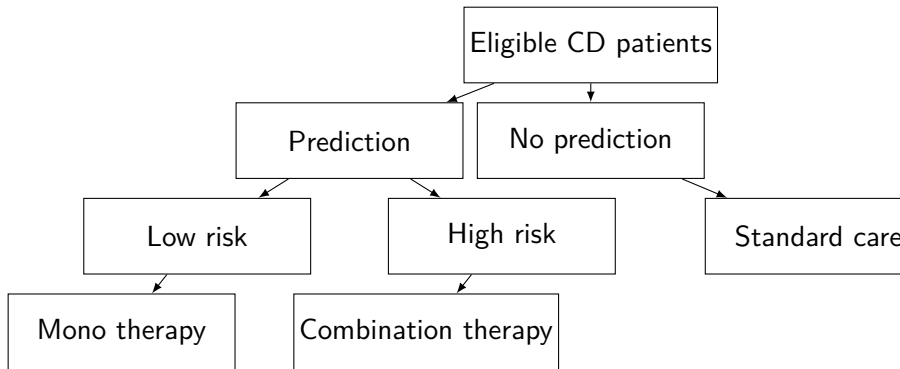 Eligible CD patients
Prediction
No prediction
Low risk
High risk
Standard care
Mono therapy
Combination therapy